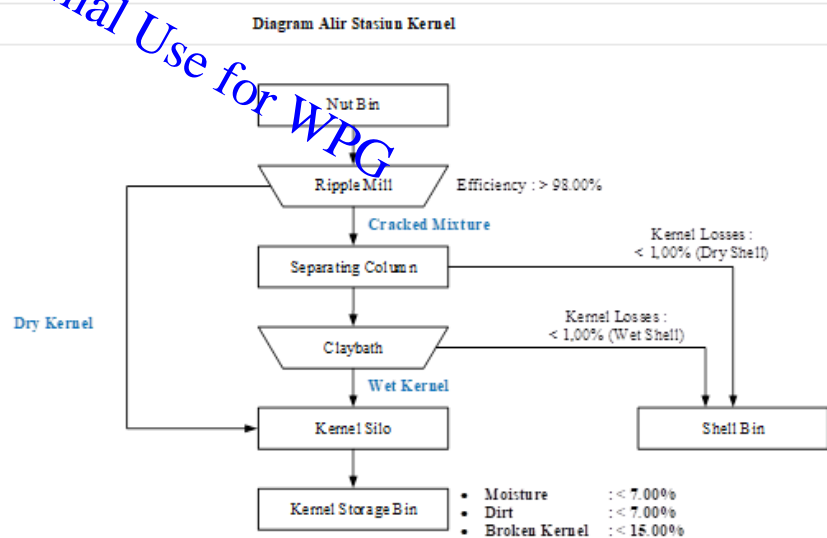 Diagram Alir Stasiun Kernel
Use for WPG
Nut Bin
Ripple Mill
Efficiency : > 98.00%
Cracked Mixture
Kernel Losses :
< 1,00% (Dry Shell)
Separating Column
Dry Kernel
Kernel Losses :
< 1,00% (Wet Shell)
Claybath
Wet Kernel
Kernel Silo
Shell Bin
Kernel Storage Bin
• Moisture : < 7.00%
• Dirt : < 7.00%
• Broken Kernel : < 15.00%